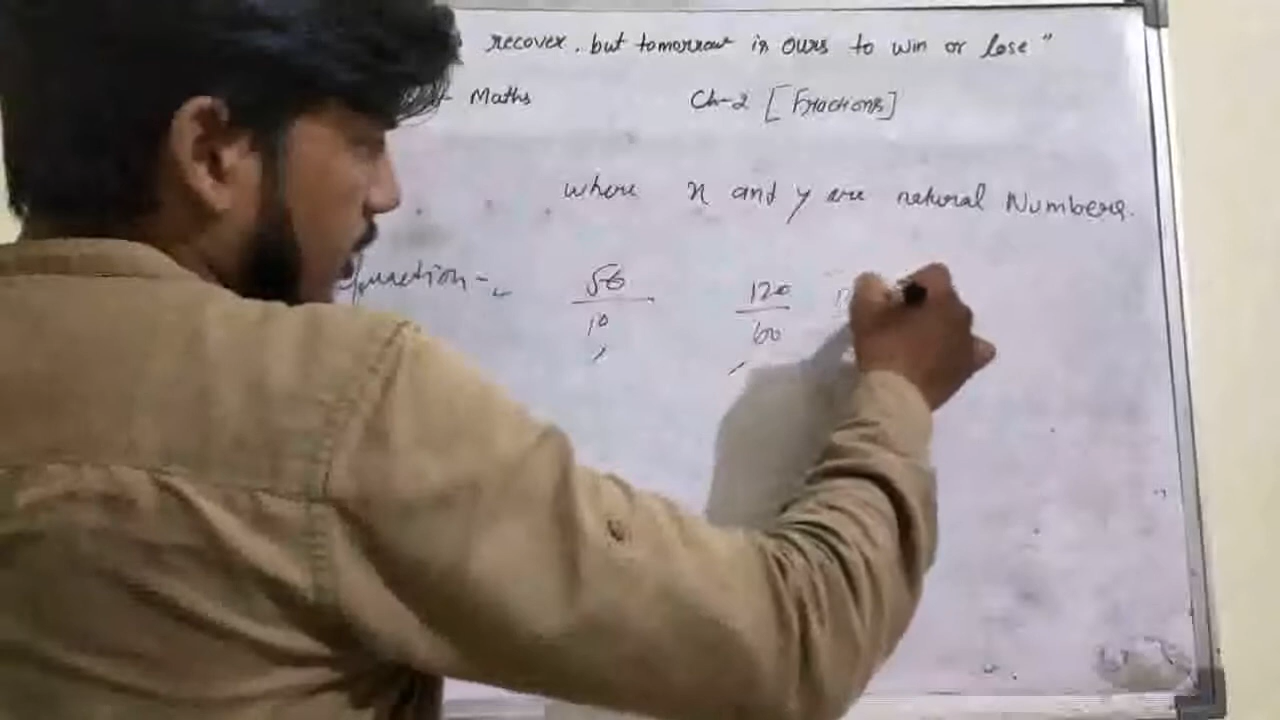 recover, but tomorrow is ours to win or lose"
Maths Ch-2 [Fractions]
where x and y are natural Numbers.
56/10 , 120/60 ,